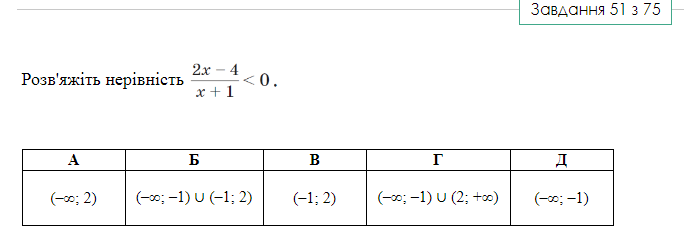 Завдання 51 з 75
Розв'яжіть нерівність (2x − 4)/(x + 1) < 0 .
А Б В Г Д
(−∞; 2) (−∞; −1) ∪ (−1; 2) (−1; 2) (−∞; −1) ∪ (2; +∞) (−∞; −1)